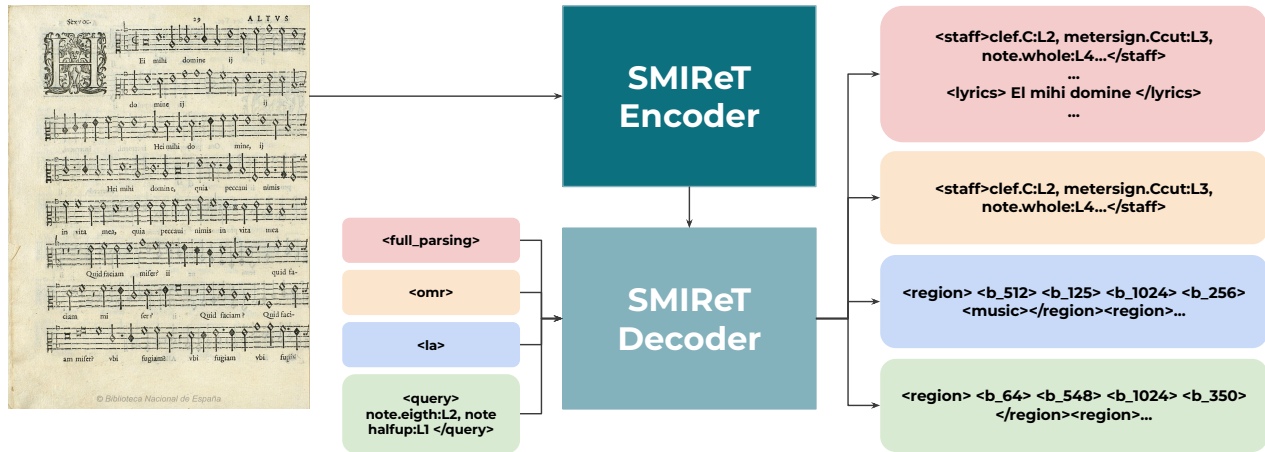 Sex voc.
29
ALTVS
Ei mihi domine ij
do mine ij ij
Hei mihi do mine, ij
Hei mihi domine, quia peccaui nimis
in vita mea, quia peccaui nimis in vita mea
Quid faciam miser? ii quid fa-
ciam mi ser? Quid faciam? Quid faci-
am miser? vbi fugiam? vbi fugiam vbi
© Biblioteca Nacional de España
<full_parsing>
<omr>
<la>
<query>
note.eigth:L2, note
halfup:L1 </query>
SMIReT
Encoder
SMIReT
Decoder
<staff>clef.C:L2, metersign.Ccut:L3,
note.whole:L4...</staff>
...
<lyrics> EI mihi domine </lyrics>
...
<staff>clef.C:L2, metersign.Ccut:L3,
note.whole:L4...</staff>
<region> <b_512> <b_125> <b_1024> <b_256>
<music></region><region>...
<region> <b_64> <b_548> <b_1024> <b_350>
</region><region>...